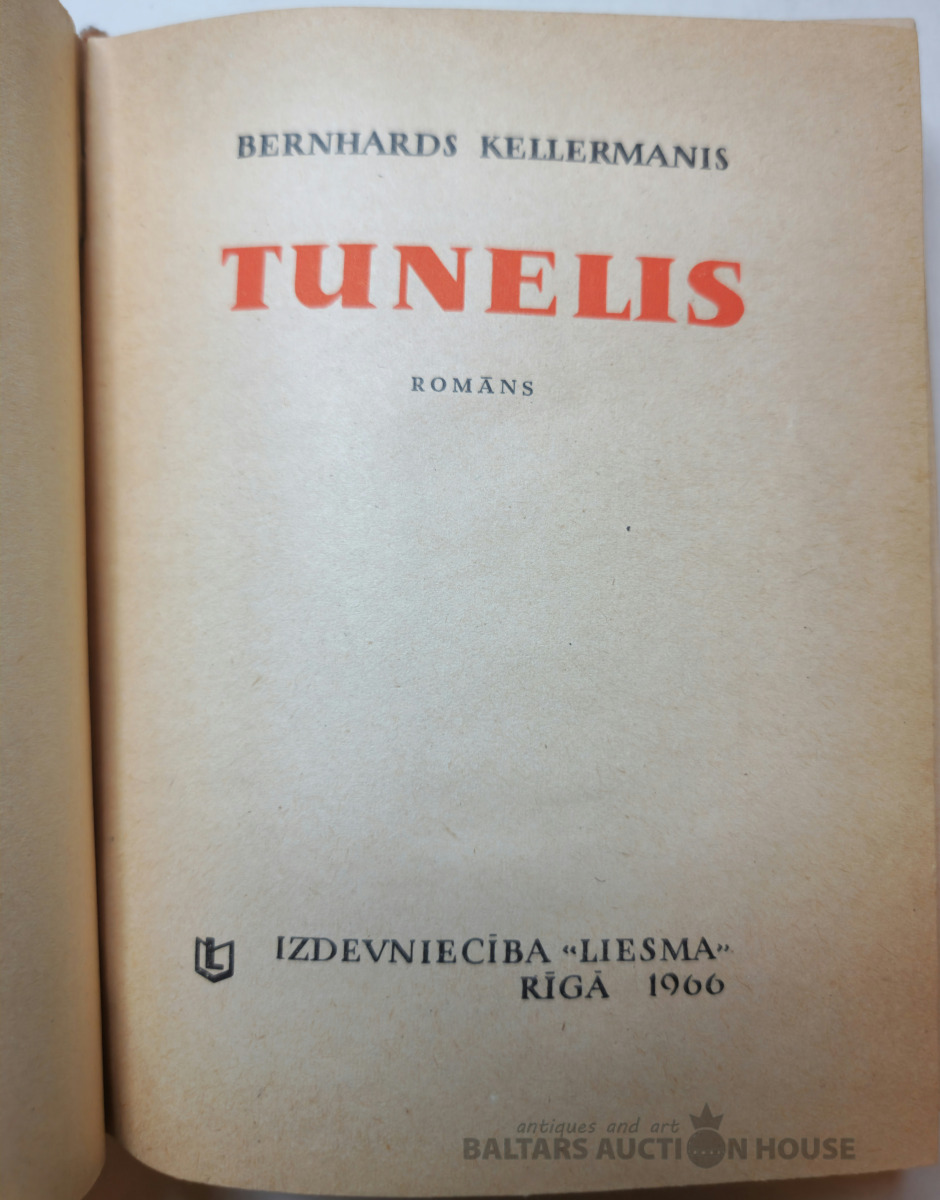 BERNHARDS KELLERMANIS
TUNELIS
ROMĀNS
L
IZDEVNIECĪBA «LIESMA»
RĪGĀ 1966
antiques and art
BALTARS AUCTION HOUSE